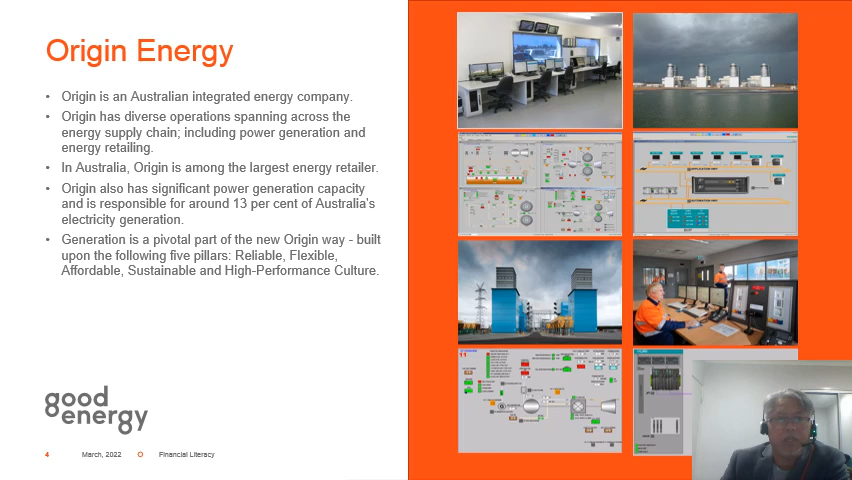 Origin Energy
• Origin is an Australian integrated energy company.
• Origin has diverse operations spanning across the
energy supply chain; including power generation and
energy retailing.
• In Australia, Origin is among the largest energy retailer.
• Origin also has significant power generation capacity
and is responsible for around 13 per cent of Australia's
electricity generation.
• Generation is a pivotal part of the new Origin way - built
upon the following five pillars: Reliable, Flexible,
Affordable, Sustainable and High-Performance Culture.
good
energy
4 March, 2022 Financial Literacy